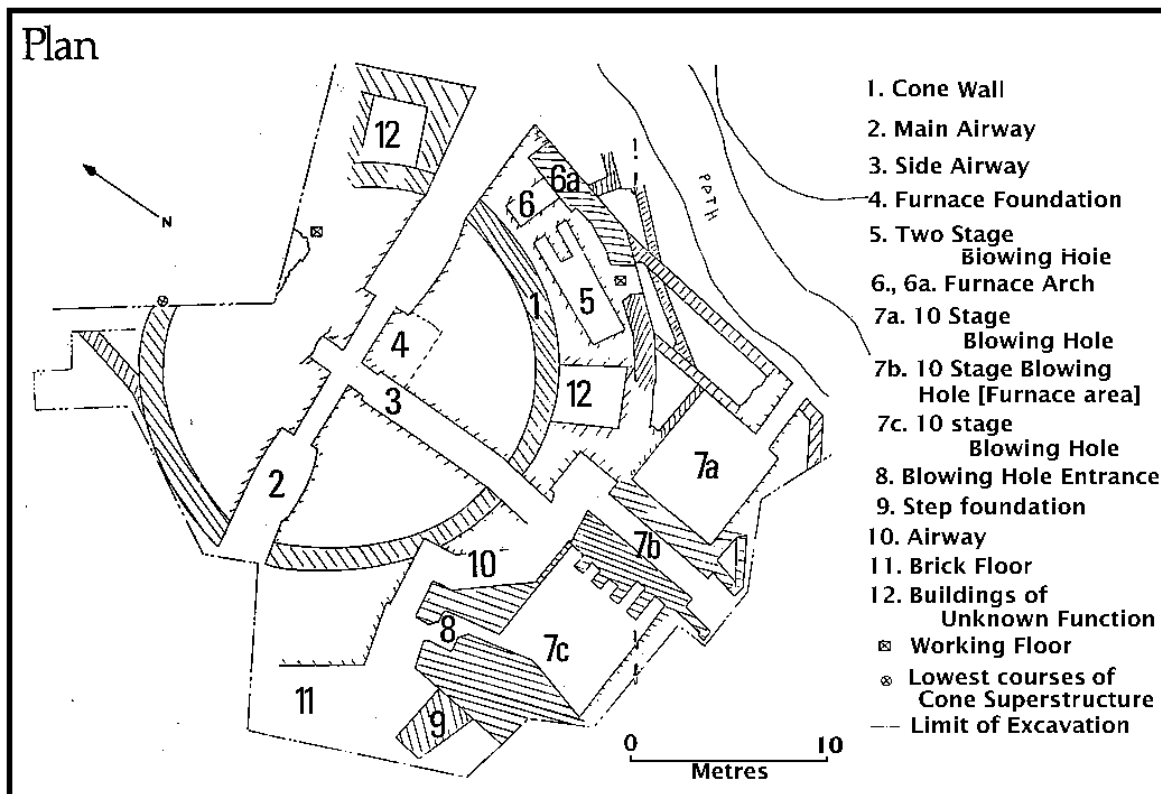 Plan
1. Cone Wall
2. Main Airway
3. Side Airway
4. Furnace Foundation
5. Two Stage
Blowing Hole
6., 6a. Furnace Arch
7a. 10 Stage
Blowing Hole
7b. 10 Stage Blowing
Hole [Furnace area]
7c. 10 stage
Blowing Hole
8. Blowing Hole Entrance
9. Step foundation
10. Airway
11. Brick Floor
12. Buildings of
Unknown Function
Working Floor
Lowest courses of
Cone Superstructure
Limit of Excavation
12
6a
6
N
PPTH
1
5
4
12
3
7a
2
7b
10
8
7c
11
9
0 10
Metres